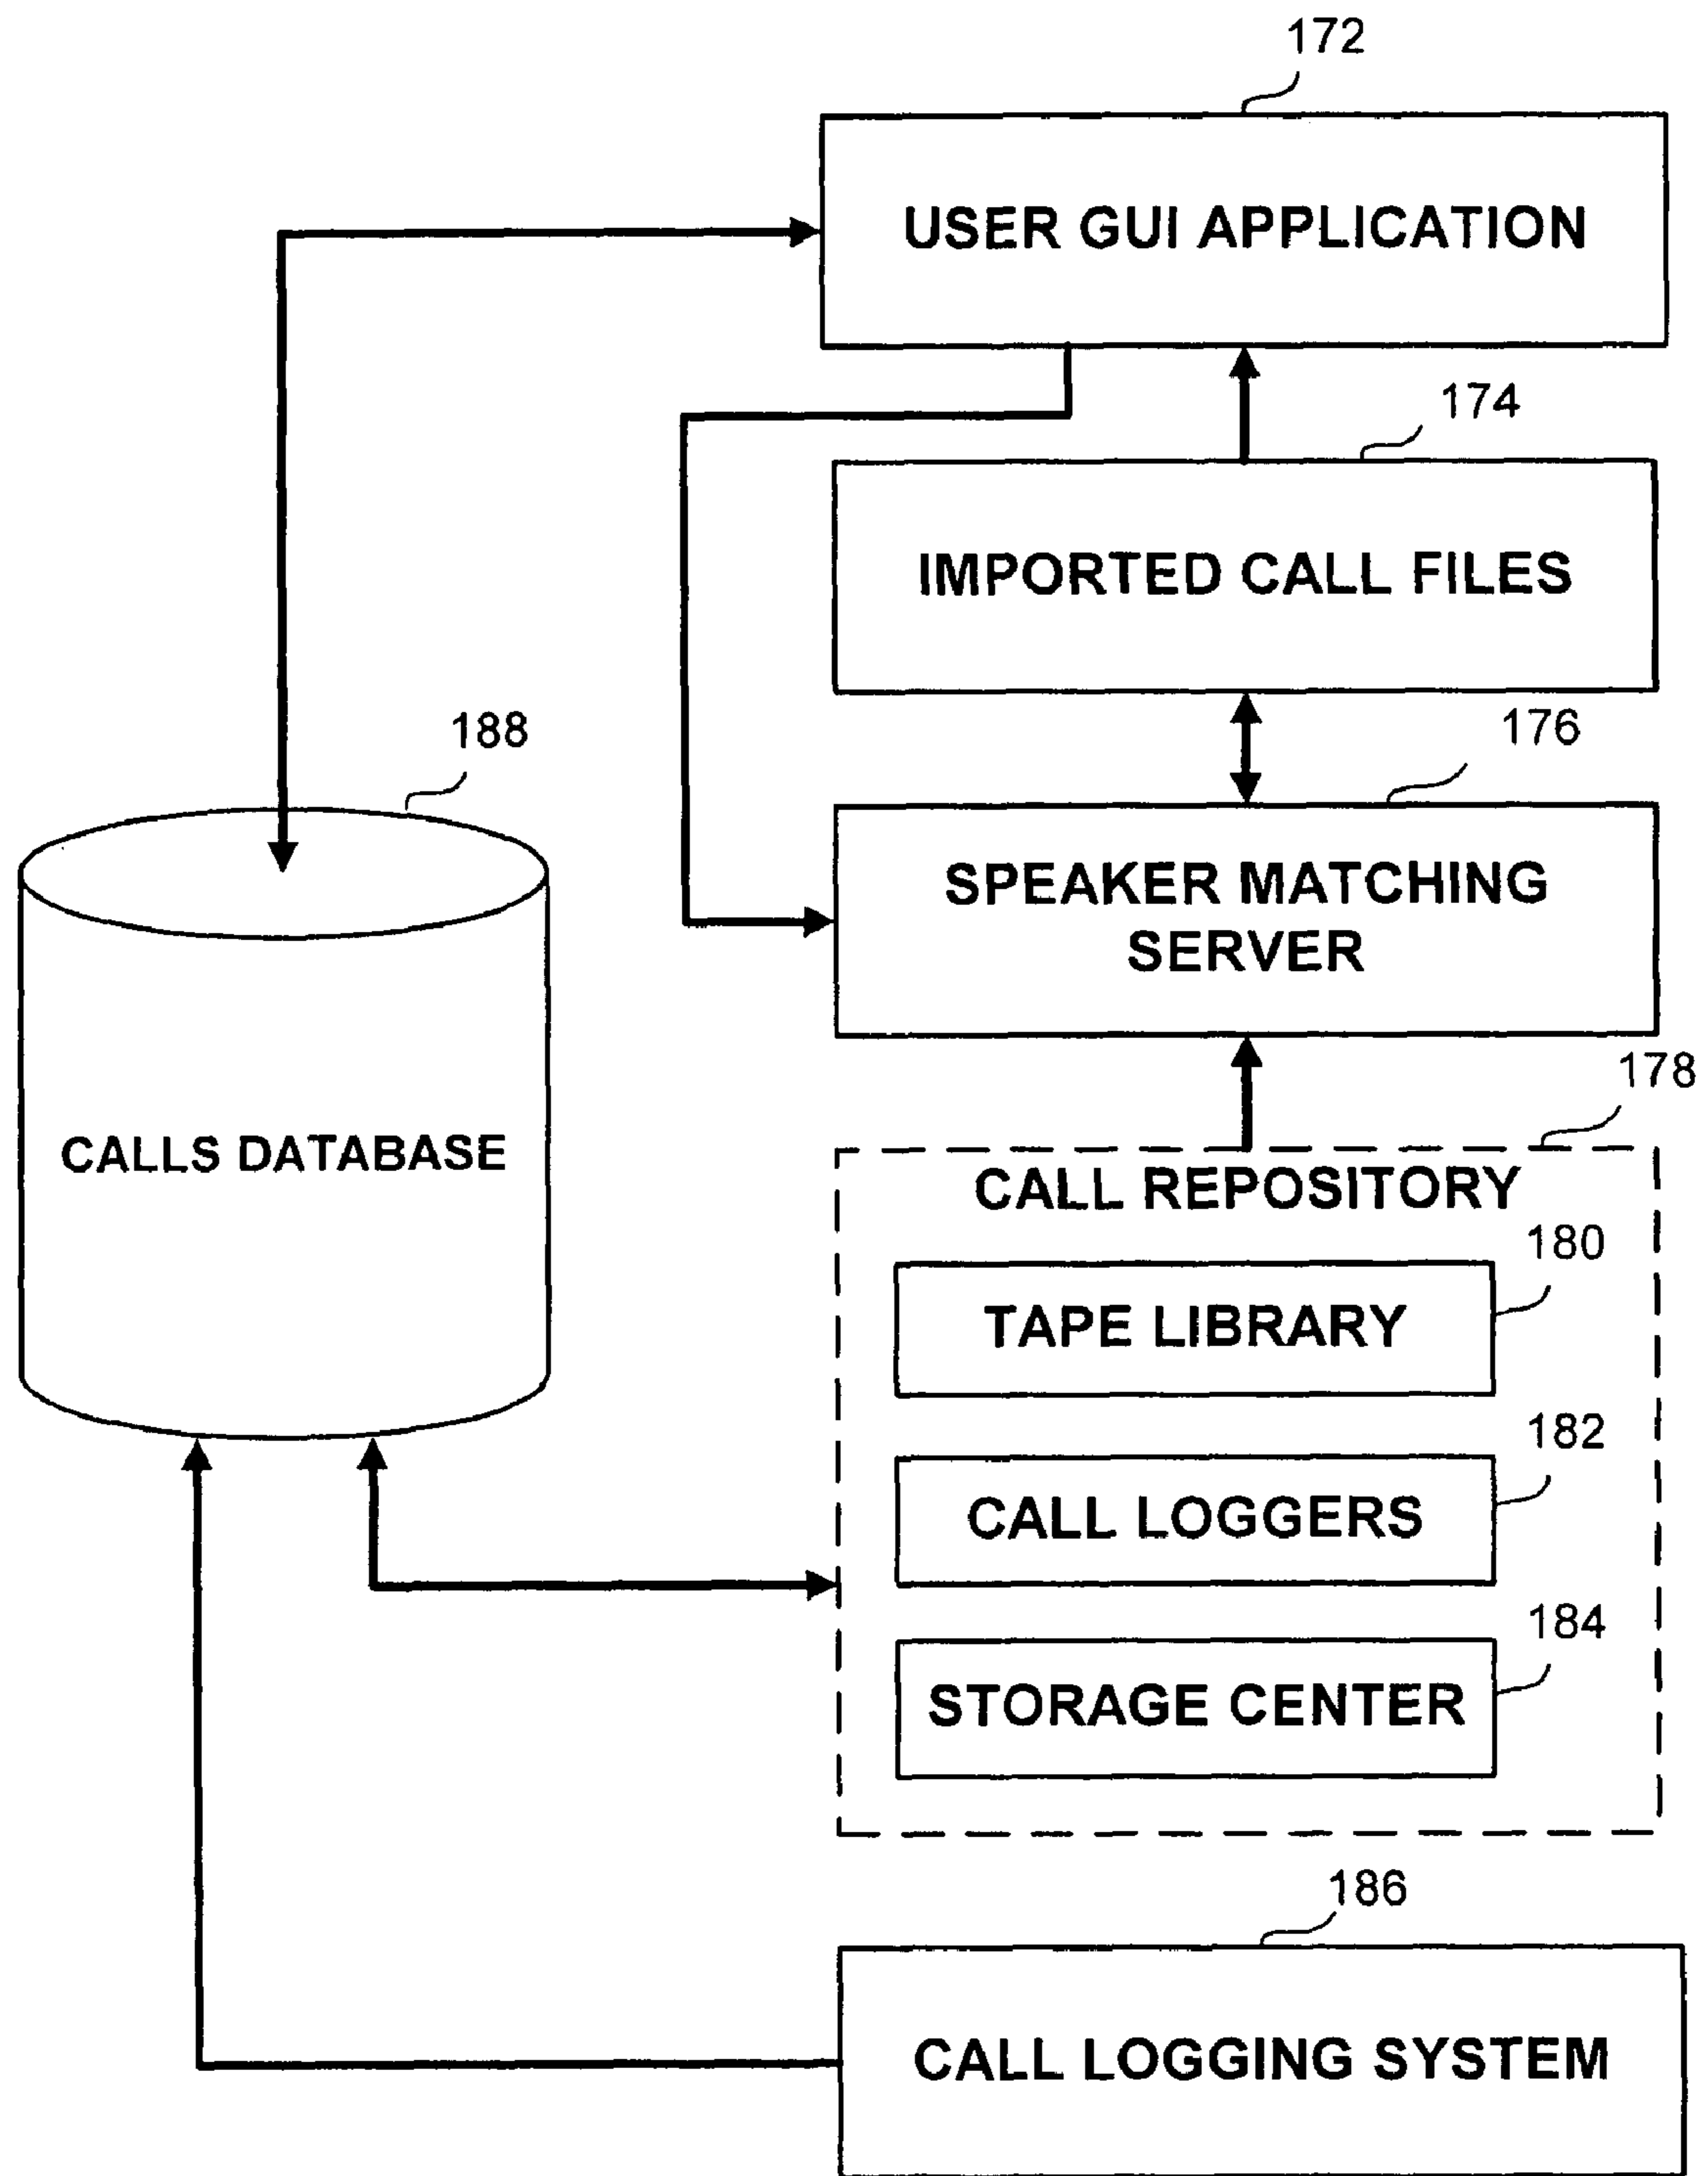 172
USER GUI APPLICATION
174
IMPORTED CALL FILES
188
176
SPEAKER MATCHING
SERVER
178
CALLS DATABASE
CALL REPOSITORY
180
TAPE LIBRARY
182
CALL LOGGERS
184
STORAGE CENTER
186
CALL LOGGING SYSTEM